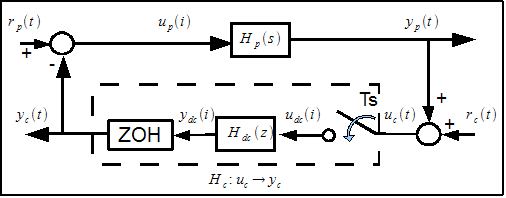 r_p(t) u_p(i) H_p(s) y_p(t)
+
-
y_c(t) y_dc(i) u_dc(i) Ts u_c(t) + r_c(t)
+
ZOH H_dc(z)
H_c : u_c → y_c